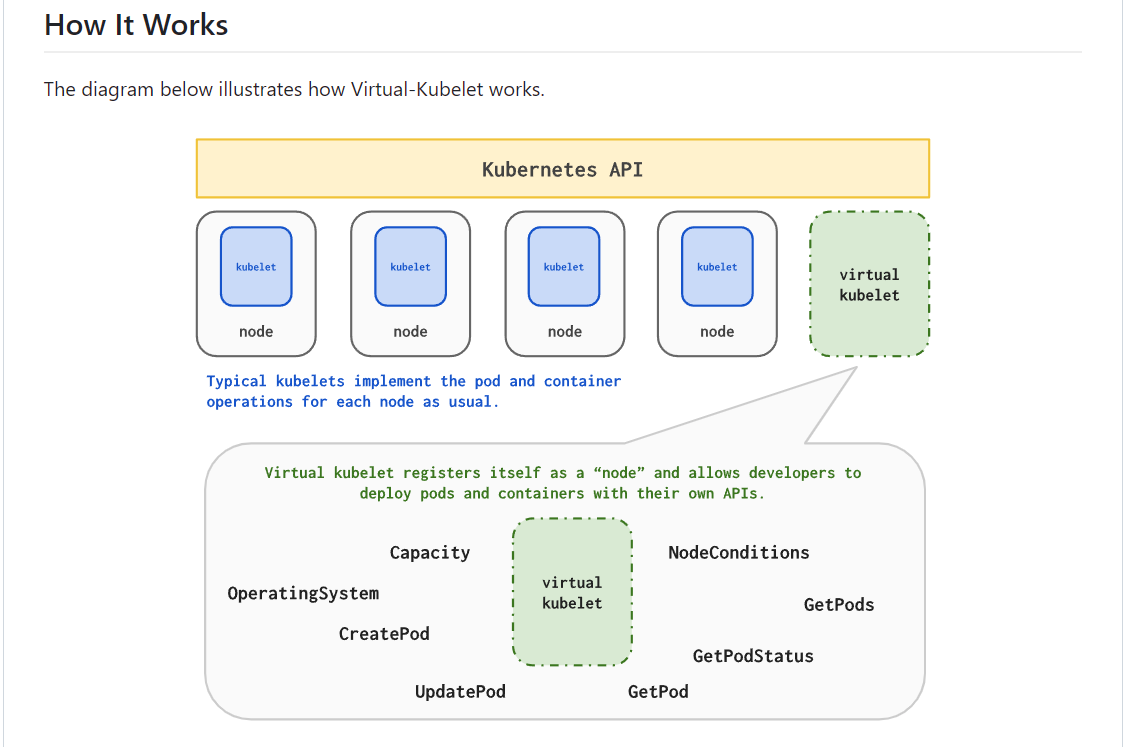 How It Works
The diagram below illustrates how Virtual-Kubelet works.
Kubernetes API
kubelet
kubelet
kubelet
kubelet
virtual
kubelet
node
node
node
node
Typical kubelets implement the pod and container
operations for each node as usual.
Virtual kubelet registers itself as a “node” and allows developers to
deploy pods and containers with their own APIs.
Capacity
NodeConditions
OperatingSystem
virtual
kubelet
GetPods
CreatePod
GetPodStatus
UpdatePod
GetPod